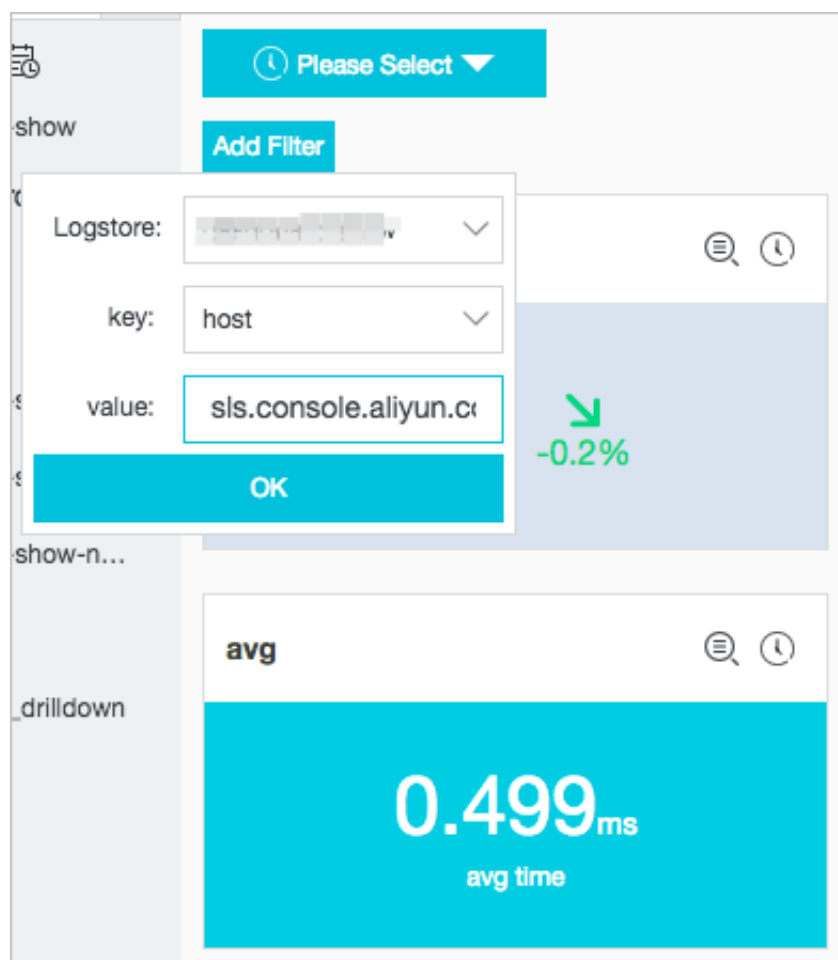 Please Select
-show
Add Filter
Logstore:
key:
host
value:
sls.console.aliyun.c
-0.2%
OK
-show-n...
avg
_drilldown
0.499ms
avg time